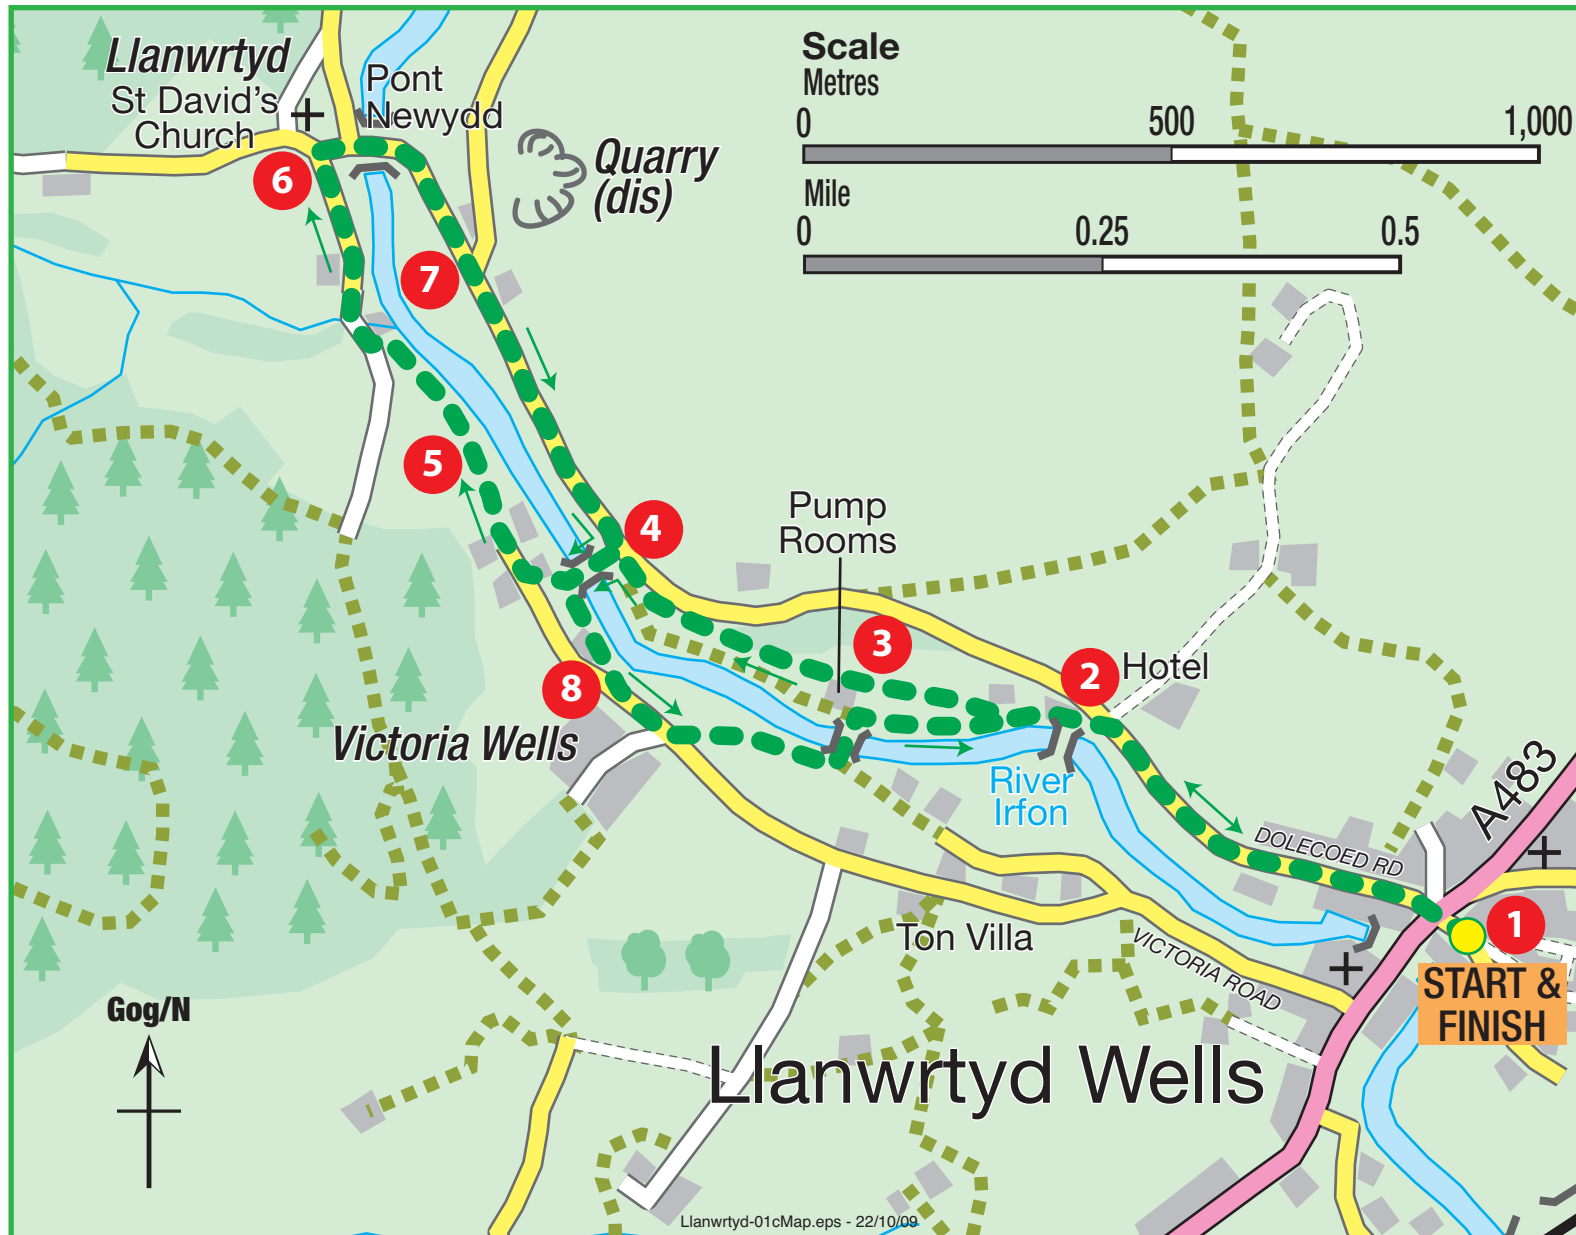 Llanwrtyd
St David's
Church
Pont
Newydd
Scale
Metres
0 500 1,000
Mile
0 0.25 0.5
Quarry
(dis)
6
7
5
4
Pump
Rooms
3
2
Hotel
8
Victoria Wells
River
Irfon
A483
DOLECOED RD
1
START &
FINISH
Ton Villa
VICTORIA ROAD
Gog/N
Llanwrtyd Wells
Llanwrtyd-01cMap.eps - 22/10/09